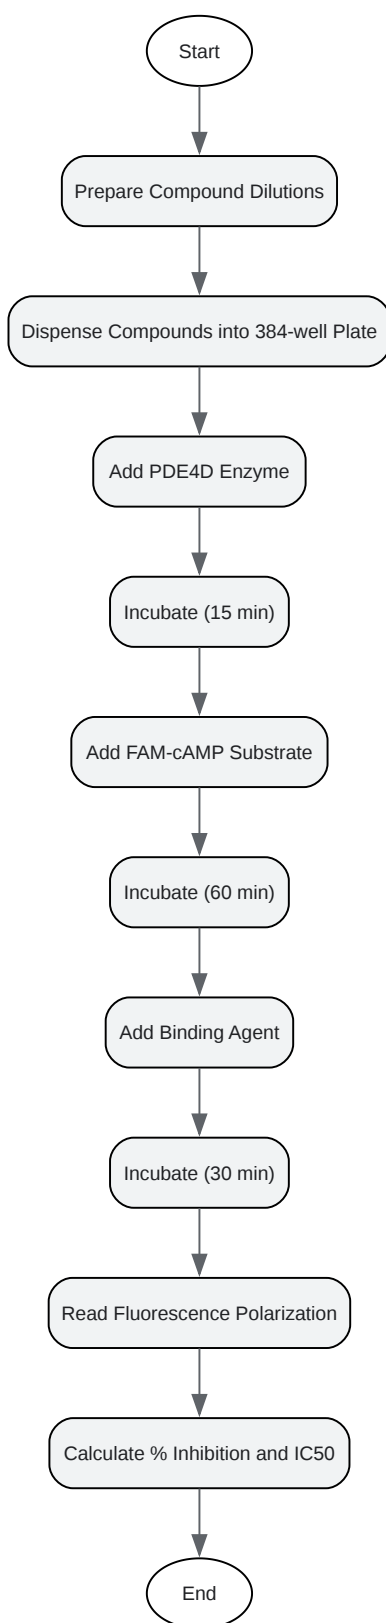 Start
Prepare Compound Dilutions
Dispense Compounds into 384-well Plate
Add PDE4D Enzyme
Incubate (15 min)
Add FAM-cAMP Substrate
Incubate (60 min)
Add Binding Agent
Incubate (30 min)
Read Fluorescence Polarization
Calculate % Inhibition and IC50
End